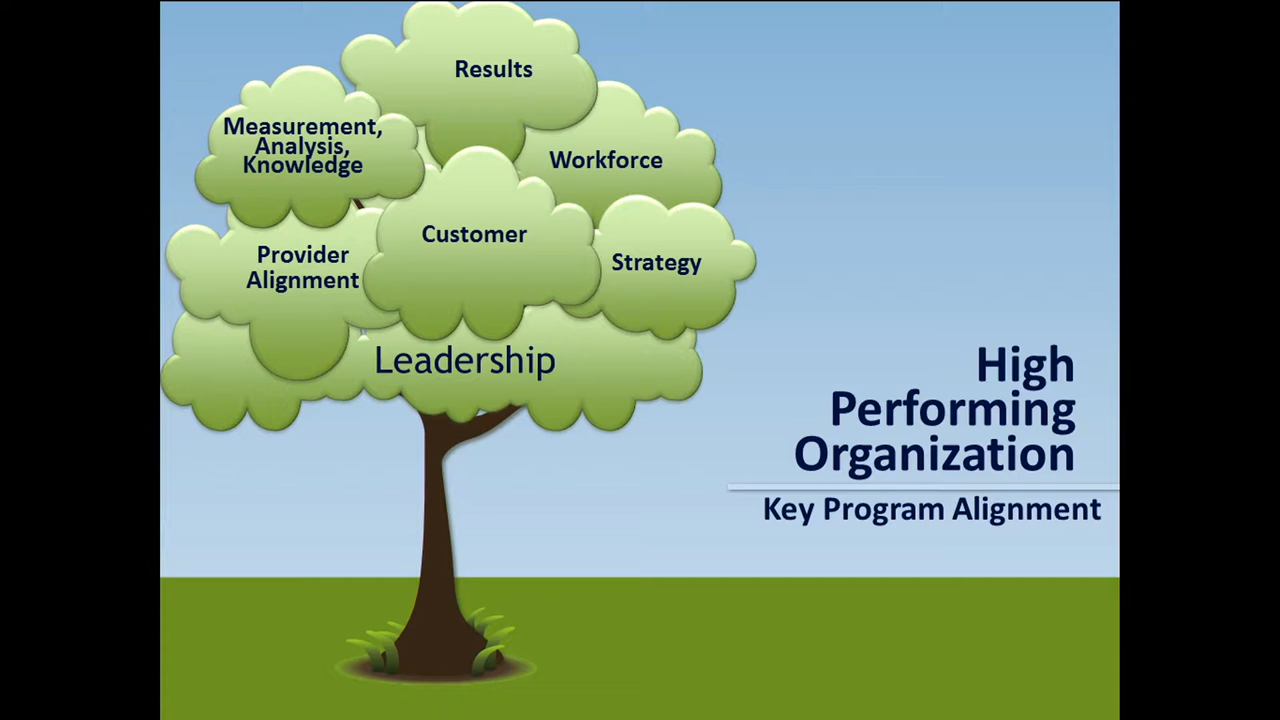 Results
Measurement,
Analysis,
Knowledge
Workforce
Customer
Provider
Alignment
Strategy
Leadership
High
Performing
Organization
Key Program Alignment